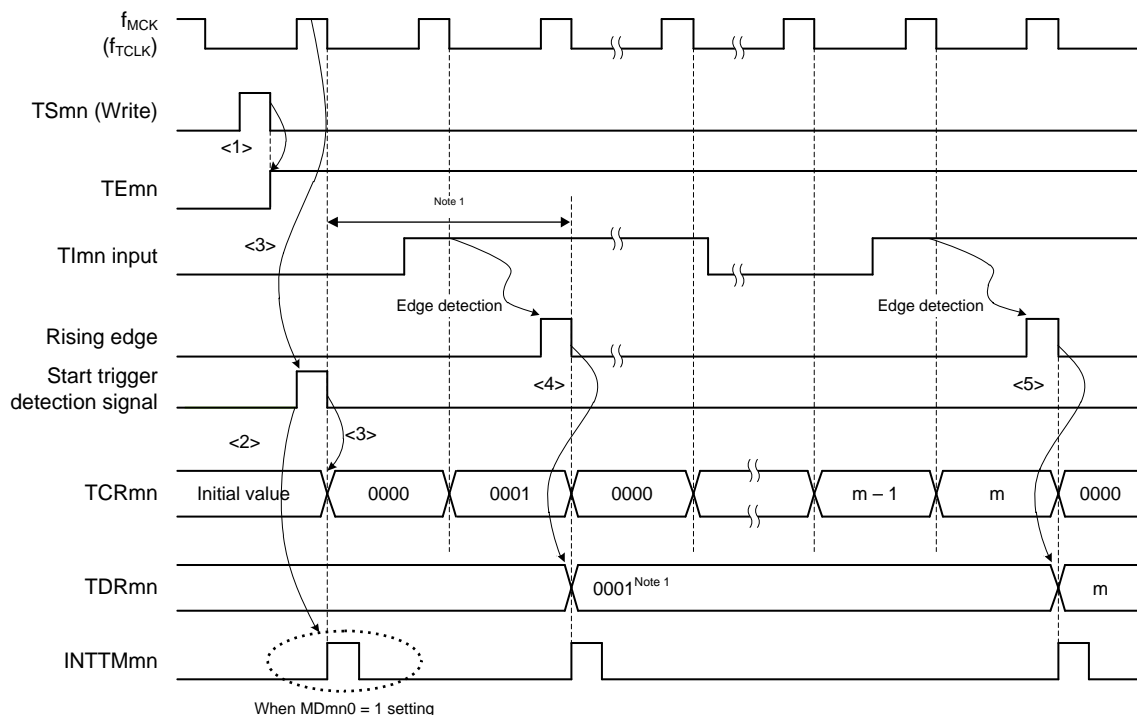 fMCK
(fTCLK)
TSmn (Write)
<1>
TEmn
Note 1
<3>
TImn input
Edge detection
Edge detection
Rising edge
<4>
<5>
Start trigger
detection signal
<2>
<3>
TCRmn
Initial value
0000
0001
0000
m – 1
m
0000
TDRmn
0001Note 1
m
INTTMmn
When MDmn0 = 1 setting